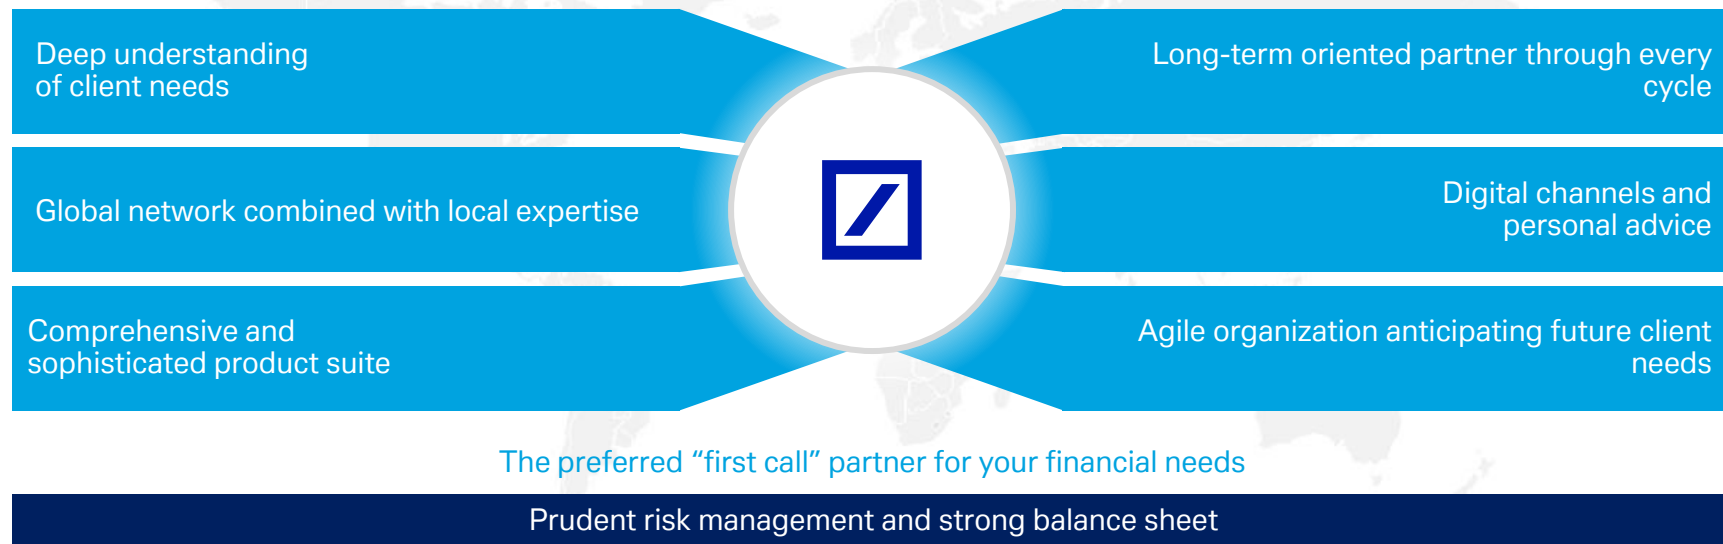 Deep understanding
of client needs
Global network combined with local expertise
Comprehensive and
sophisticated product suite
Long-term oriented partner through every
cycle
Digital channels and
personal advice
Agile organization anticipating future client
needs
The preferred “first call” partner for your financial needs
Prudent risk management and strong balance sheet